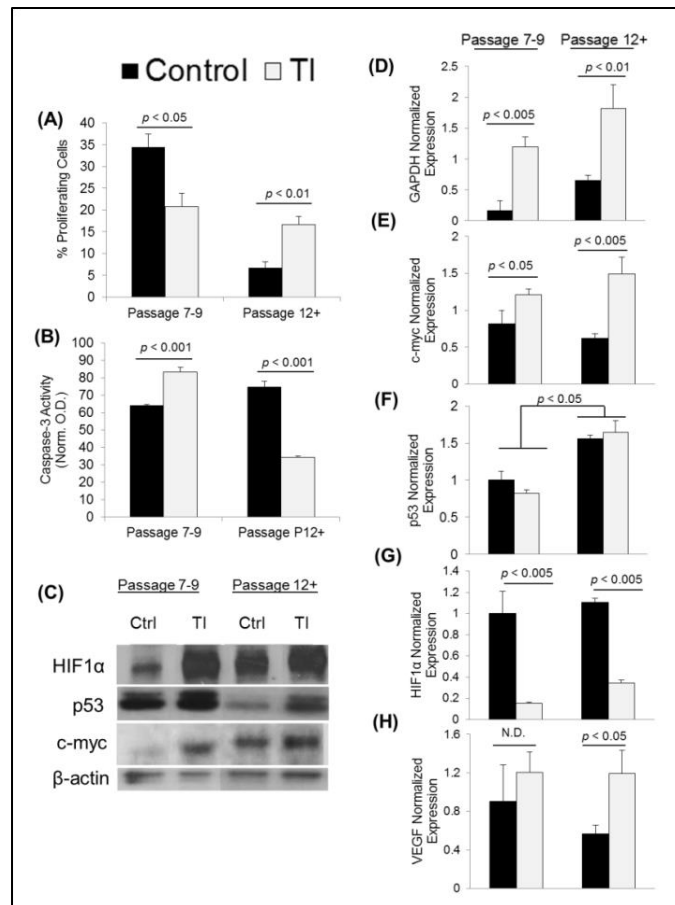 Control TI
(A)
p < 0.05
p < 0.01
% Proliferating Cells
40
35
30
25
20
15
10
5
0
Passage 7-9 Passage 12+
(B)
p < 0.001 p < 0.001
Caspase-3 Activity
(Norm. O.D.)
100
90
80
70
60
50
40
30
20
10
0
Passage 7-9 Passage P12+
(C)
Passage 7-9 Passage 12+
Ctrl TI Ctrl TI
HIF1α
p53
c-myc
β-actin
Passage 7-9 Passage 12+
(D)
p < 0.005
p < 0.01
GAPDH Normalized
Expression
2.5
2
1.5
1
0.5
0
(E)
p < 0.05
p < 0.005
c-myc Normalized
Expression
2
1.5
1
0.5
0
(F)
p < 0.05
p53 Normalized
Expression
2
1.5
1
0.5
0
(G)
p < 0.005 p < 0.005
HIF1α Normalized
Expression
1.4
1.2
1
0.8
0.6
0.4
0.2
0
(H)
N.D. p < 0.05
VEGF Normalized
Expression
1.6
1.2
0.8
0.4
0